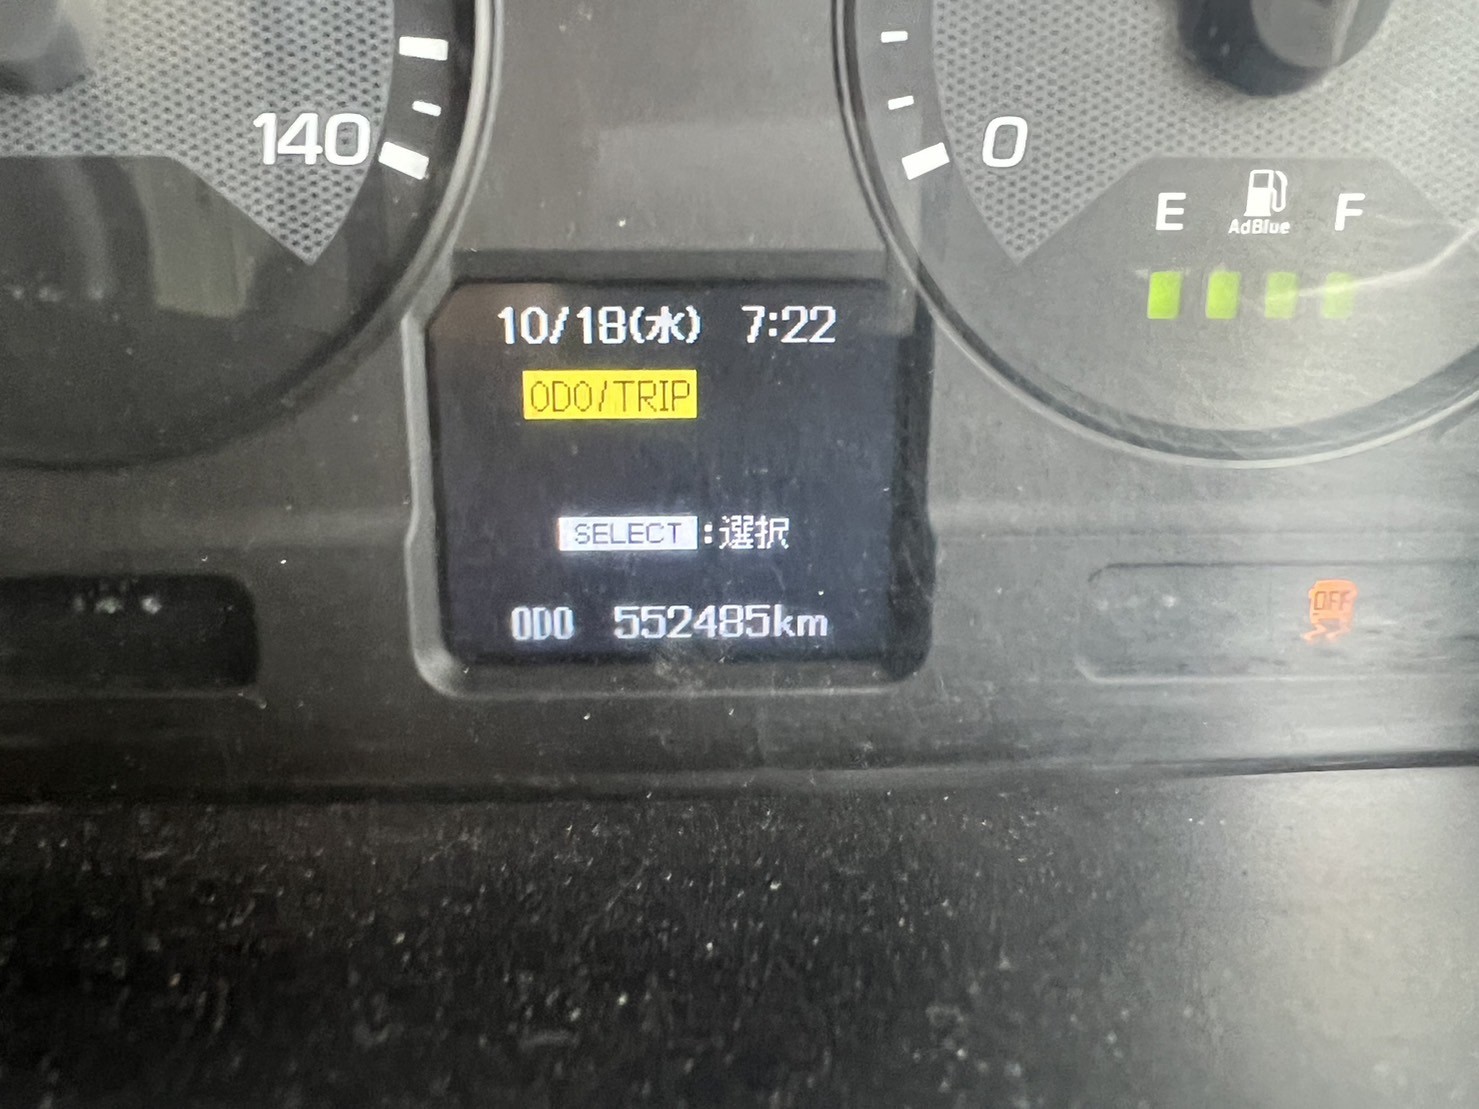 140
0
E
F
AdBlue
10/18(水) 7:22
ODO/TRIP
SELECT:選択
OFF
ODO 552485km